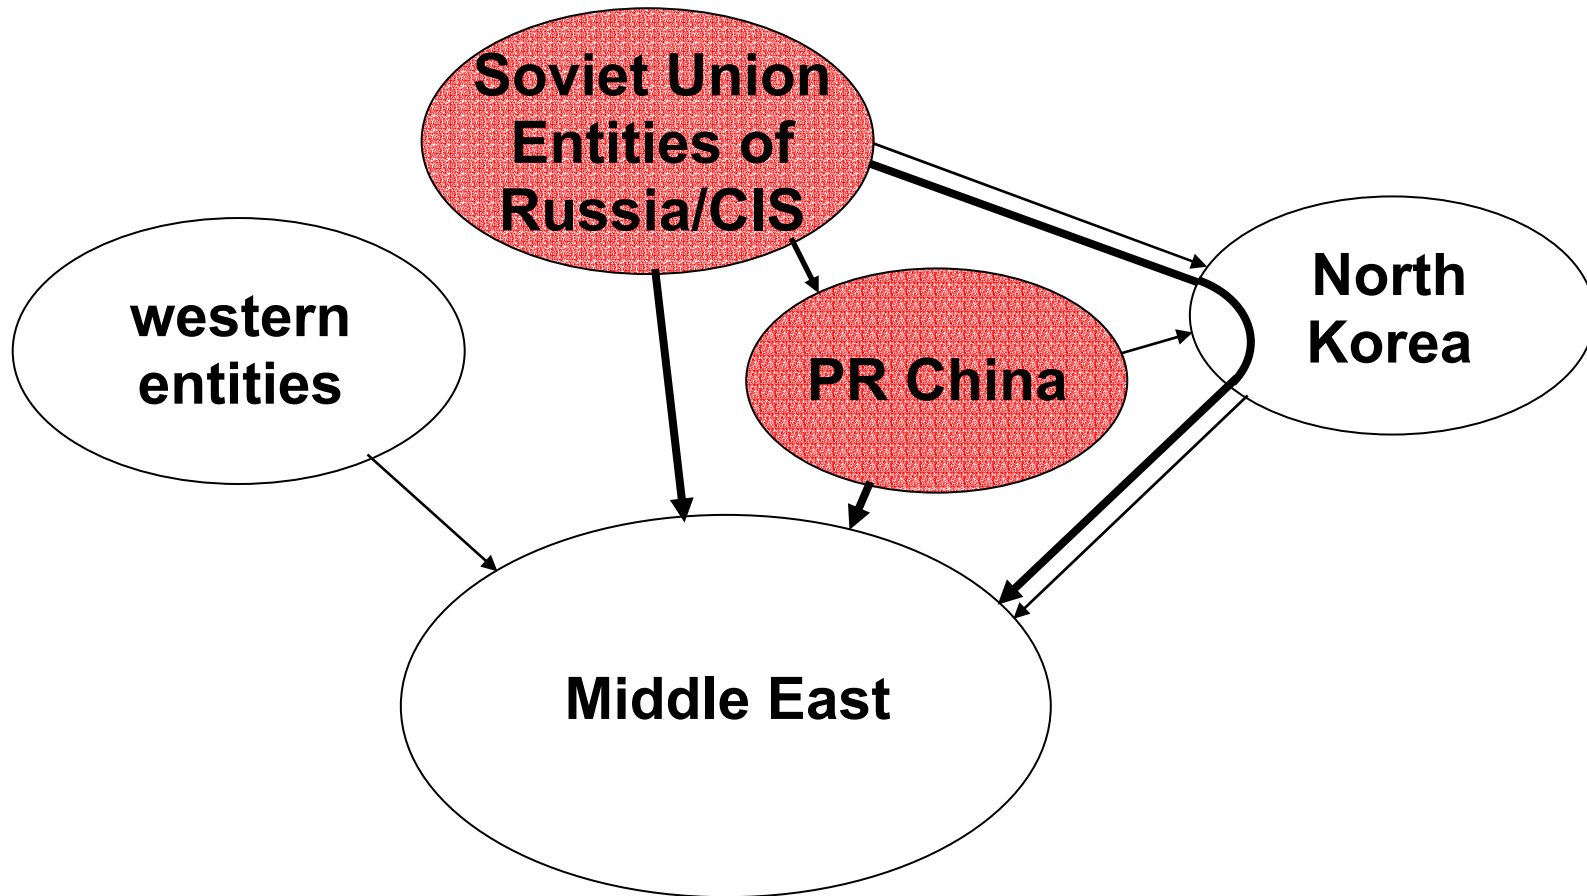 Soviet Union
Entities of
Russia/CIS
western
entities
PR China
North
Korea
Middle East